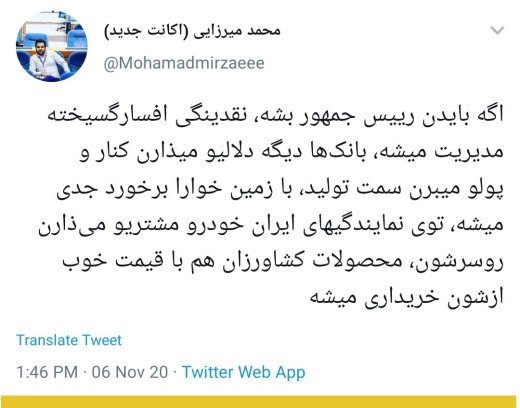 محمد میرزایی (اکانت جدید)
@Mohamadmirzaeee
اگه بایدن رییس جمهور بشه، نقدینگی افسارگسیخته
مدیریت میشه، بانک‌ها دیگه دلالیو میذارن کنار و
پولو میبرن سمت تولید، با زمین خوارا برخورد جدی
میشه، توی نمایندگیهای ایران خودرو مشتریو می‌ذارن
روسرشون، محصولات کشاورزان هم با قیمت خوب
ازشون خریداری میشه
Translate Tweet
1:46 PM · 06 Nov 20 · Twitter Web App